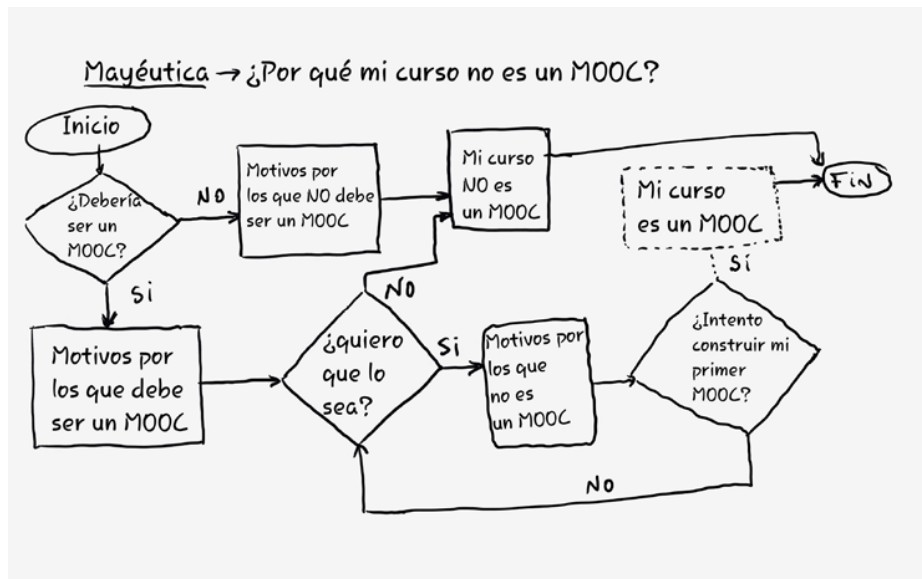 Mayéutica → ¿Por qué mi curso no es un MOOC?
Inicio
¿Debería
ser un
MOOC?
NO
Motivos por
los que NO debe
ser un MOOC
Mi curso
NO es
un MOOC
Mi curso
es un MOOC
FiN
Si
Motivos por
los que debe
ser un MOOC
NO
¿quiero
que lo
sea?
Si
Motivos por
los que
no es
un MOOC
Sí
¿Intento
construir mi
primer
MOOC?
NO